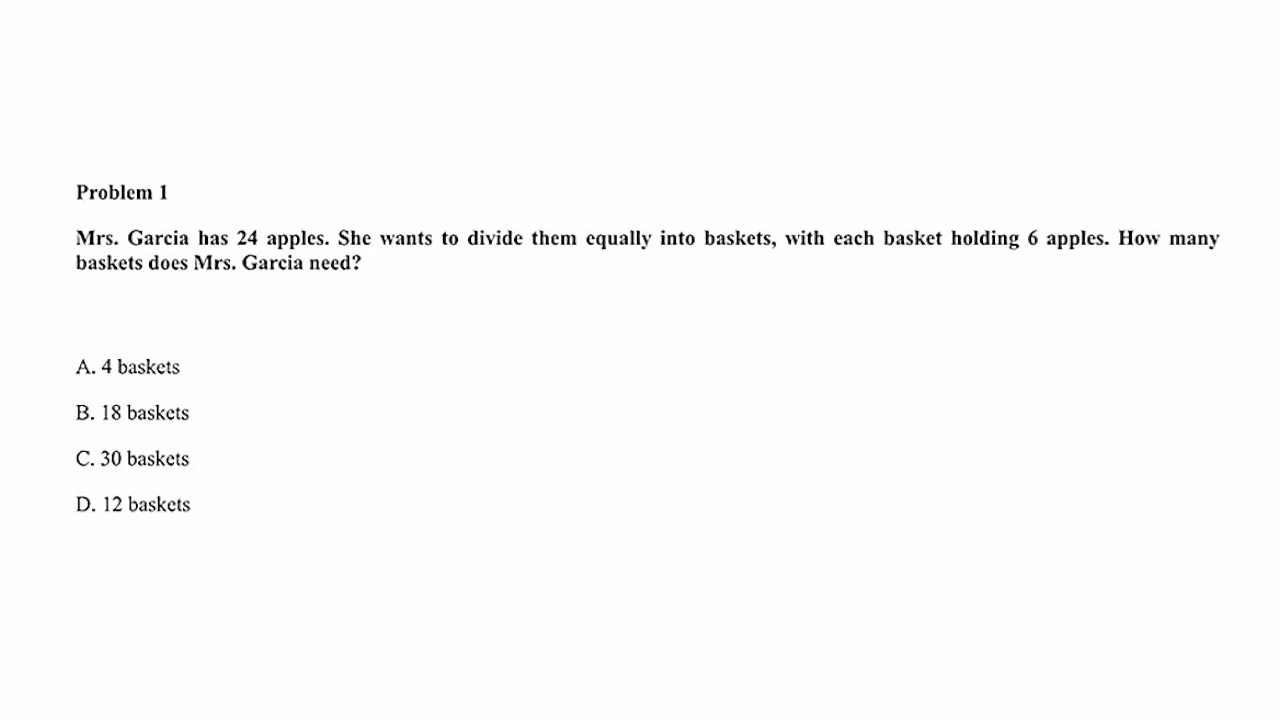 Problem 1
Mrs. Garcia has 24 apples. She wants to divide them equally into baskets, with each basket holding 6 apples. How many
baskets does Mrs. Garcia need?
A. 4 baskets
B. 18 baskets
C. 30 baskets
D. 12 baskets